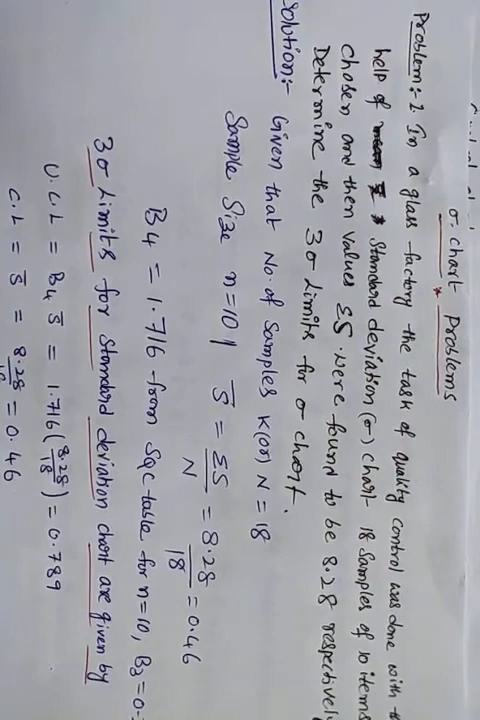 σ. Chart Problems
Problem:- 1. In a glass factory the task of quality control was done with
help of Standard deviation (σ) chart- 18 samples of 10 items
chosen and then values ΣS were found to be 8.28 respectively
Determine the 3σ Limits for σ chart.
Solution:- Given that No. of Samples K(or) N = 18
Sample Size n=10, S̅ = ΣS/N = 8.28/18 = 0.46
B4 = 1.716 from SQC table for n=10, B3=0.
3σ Limits for Standard deviation chart are given by
U.C.L = B4 S̅ = 1.716(8.28/18) = 0.789
C.L = S̅ = 8.28/18 = 0.46